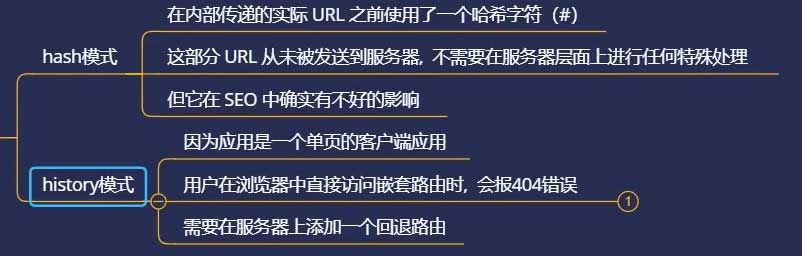 在内部传递的实际 URL 之前使用了一个哈希字符（#）
hash模式
这部分 URL 从未被发送到服务器，不需要在服务器层面上进行任何特殊处理
但它在 SEO 中确实有不好的影响
因为应用是一个单页的客户端应用
history模式
用户在浏览器中直接访问嵌套路由时，会报404错误
1
需要在服务器上添加一个回退路由